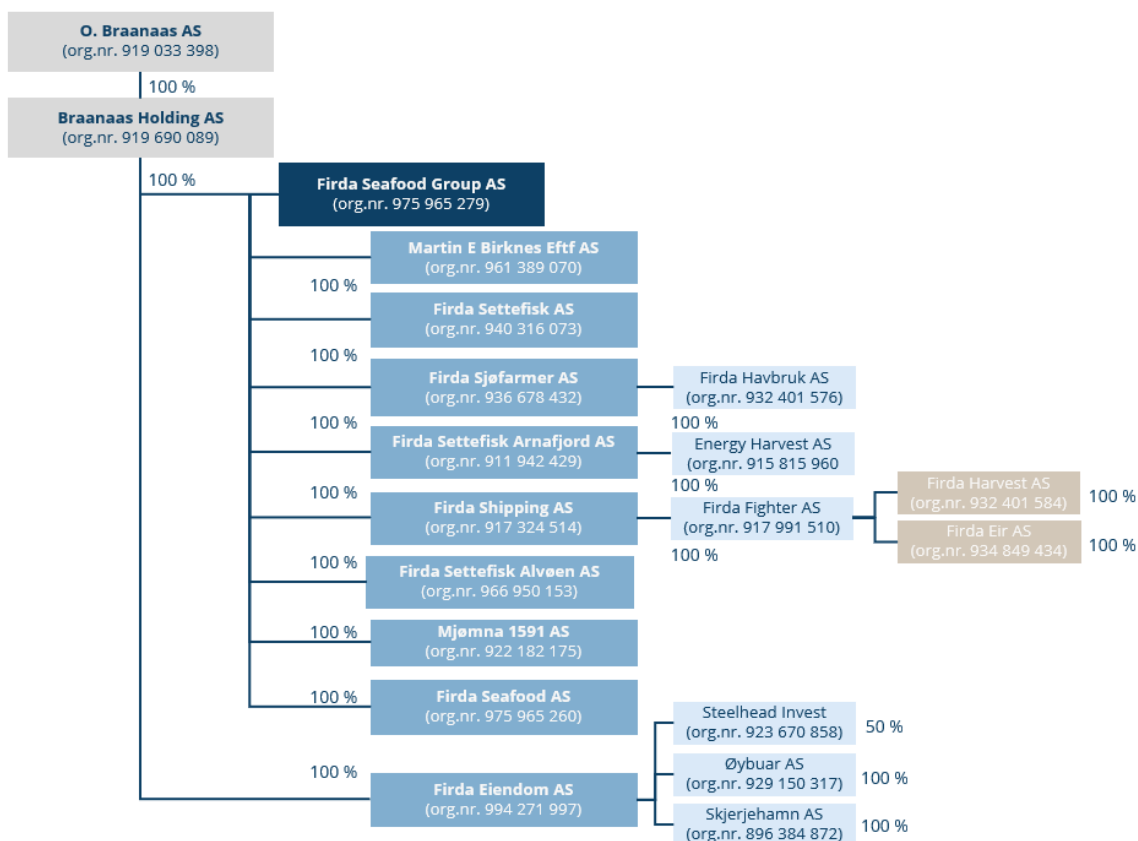 O. Braanaas AS
(org.nr. 919 033 398)
100 %
Braanaas Holding AS
(org.nr. 919 690 089)
100 %
Firda Seafood Group AS
(org.nr. 975 965 279)
Martin E Birknes Eftf AS
(org.nr. 961 389 070)
100 %
Firda Settefisk AS
(org.nr. 940 316 073)
100 %
Firda Sjøfarmer AS
(org.nr. 936 678 432)
Firda Havbruk AS
(org.nr. 932 401 576)
100 %
100 %
Firda Settefisk Arnafjord AS
(org.nr. 911 942 429)
Energy Harvest AS
(org.nr. 915 815 960
100 %
100 %
Firda Shipping AS
(org.nr. 917 324 514)
Firda Fighter AS
(org.nr. 917 991 510)
Firda Harvest AS
(org.nr. 932 401 584)
100 %
Firda Eir AS
(org.nr. 934 849 434)
100 %
100 %
100 %
Firda Settefisk Alvøen AS
(org.nr. 966 950 153)
100 %
Mjømna 1591 AS
(org.nr. 922 182 175)
100 %
Firda Seafood AS
(org.nr. 975 965 260)
100 %
Firda Eiendom AS
(org.nr. 994 271 997)
Steelhead Invest
(org.nr. 923 670 858)
50 %
Øybuar AS
(org.nr. 929 150 317)
100 %
Skjerjehamn AS
(org.nr. 896 384 872)
100 %